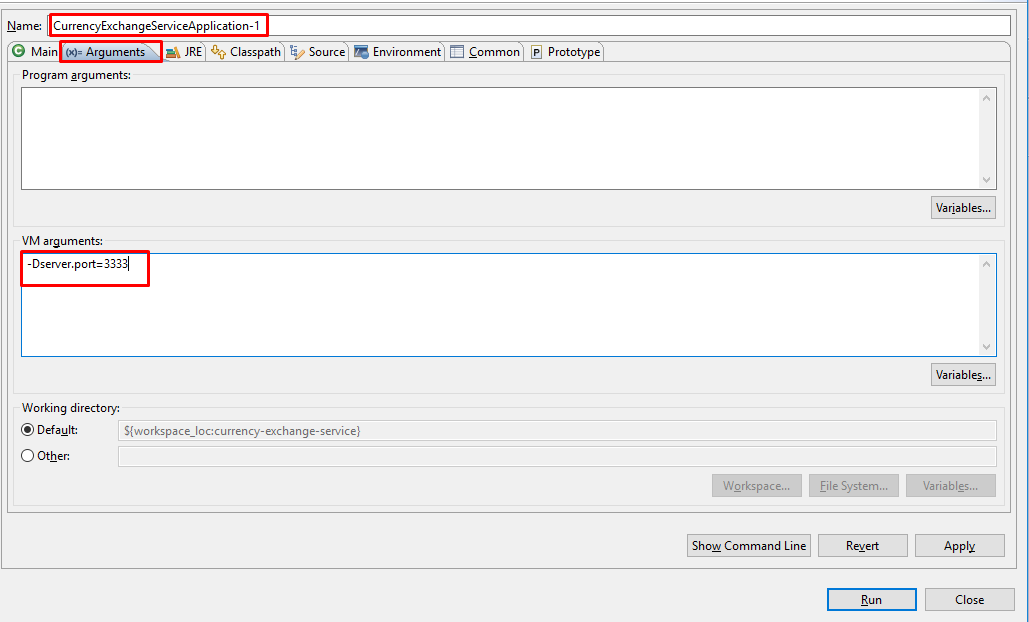 Name: CurrencyExchangeServiceApplication-1
Main (x)= Arguments JRE Classpath Source Environment Common P Prototype
Program arguments:
Variables...
VM arguments:
-Dserver.port=3333
Variables...
Working directory:
Default: ${workspace_loc:currency-exchange-service}
Other:
Workspace... File System... Variables...
Show Command Line Revert Apply
Run Close